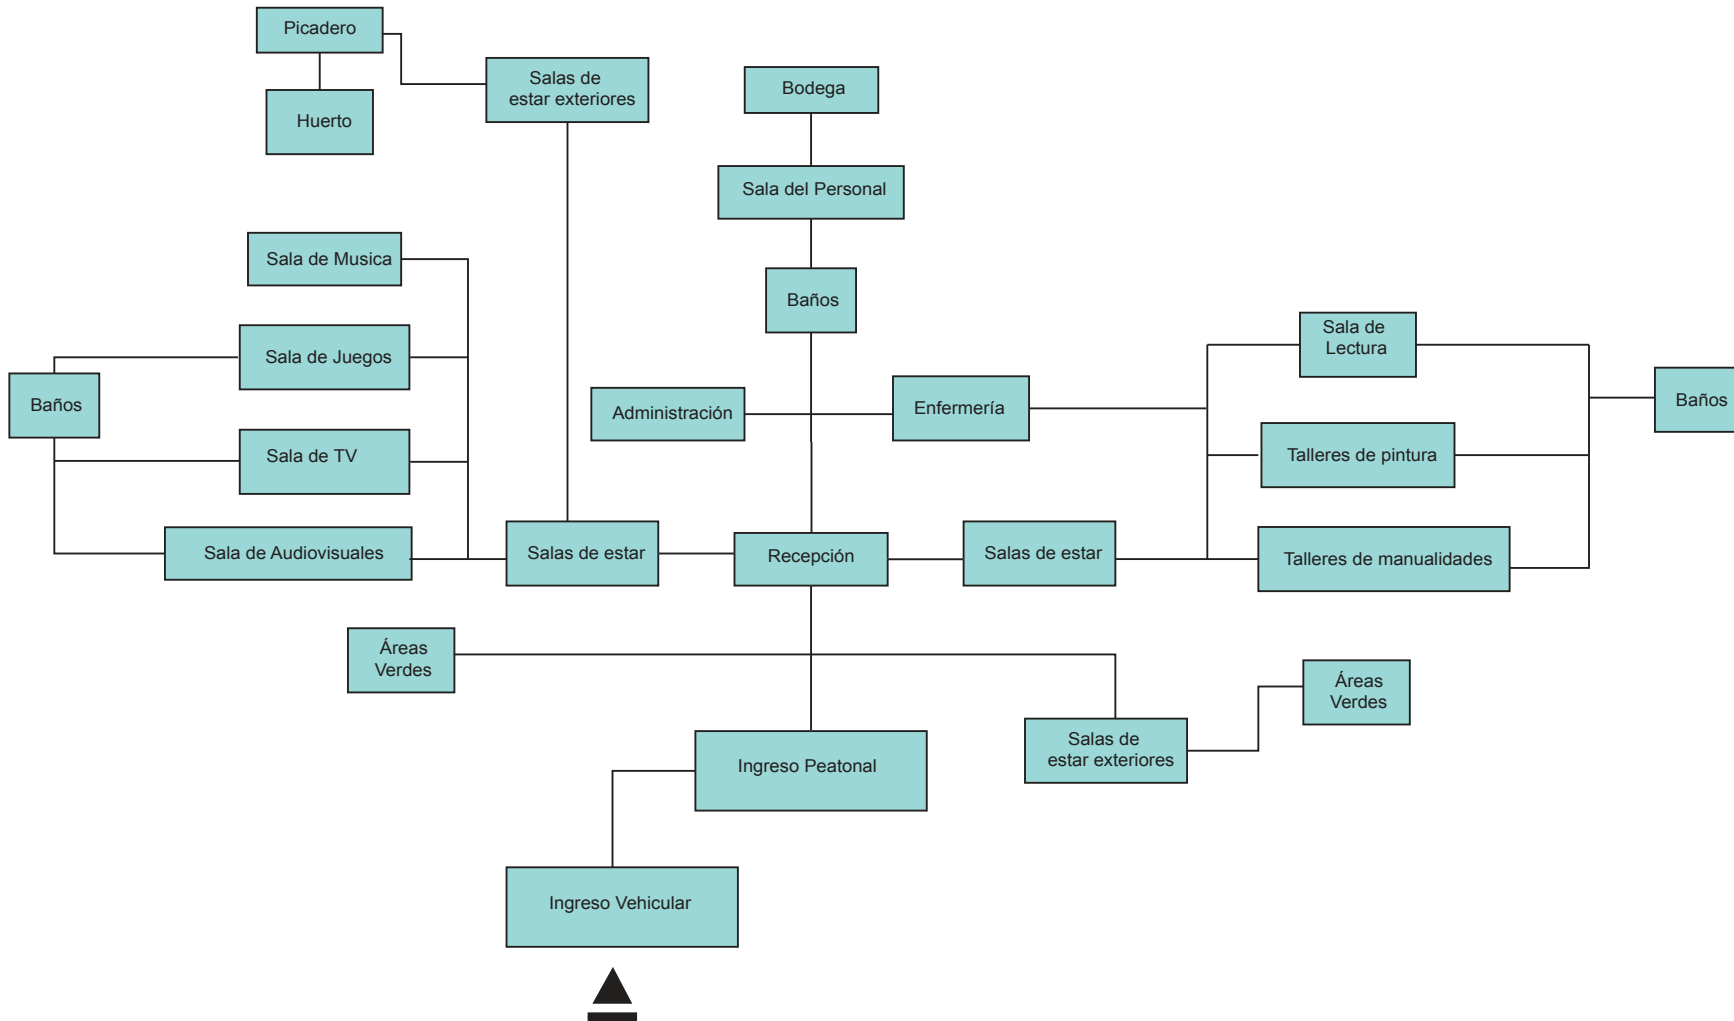 Picadero
Salas de
estar exteriores
Bodega
Huerto
Sala del Personal
Sala de Musica
Baños
Sala de Juegos
Sala de
Lectura
Baños
Administración
Enfermería
Baños
Sala de TV
Talleres de pintura
Sala de Audiovisuales
Salas de estar
Recepción
Salas de estar
Talleres de manualidades
Áreas
Verdes
Áreas
Verdes
Salas de
estar exteriores
Ingreso Peatonal
Ingreso Vehicular